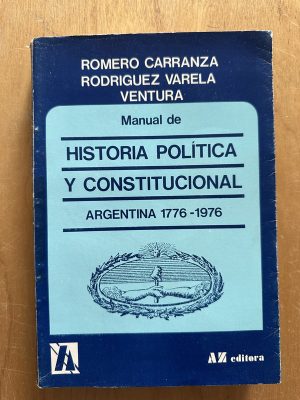 ROMERO CARRANZA
RODRIGUEZ VARELA
VENTURA
Manual de
HISTORIA POLÍTICA
Y CONSTITUCIONAL
ARGENTINA 1776-1976
AZ editora